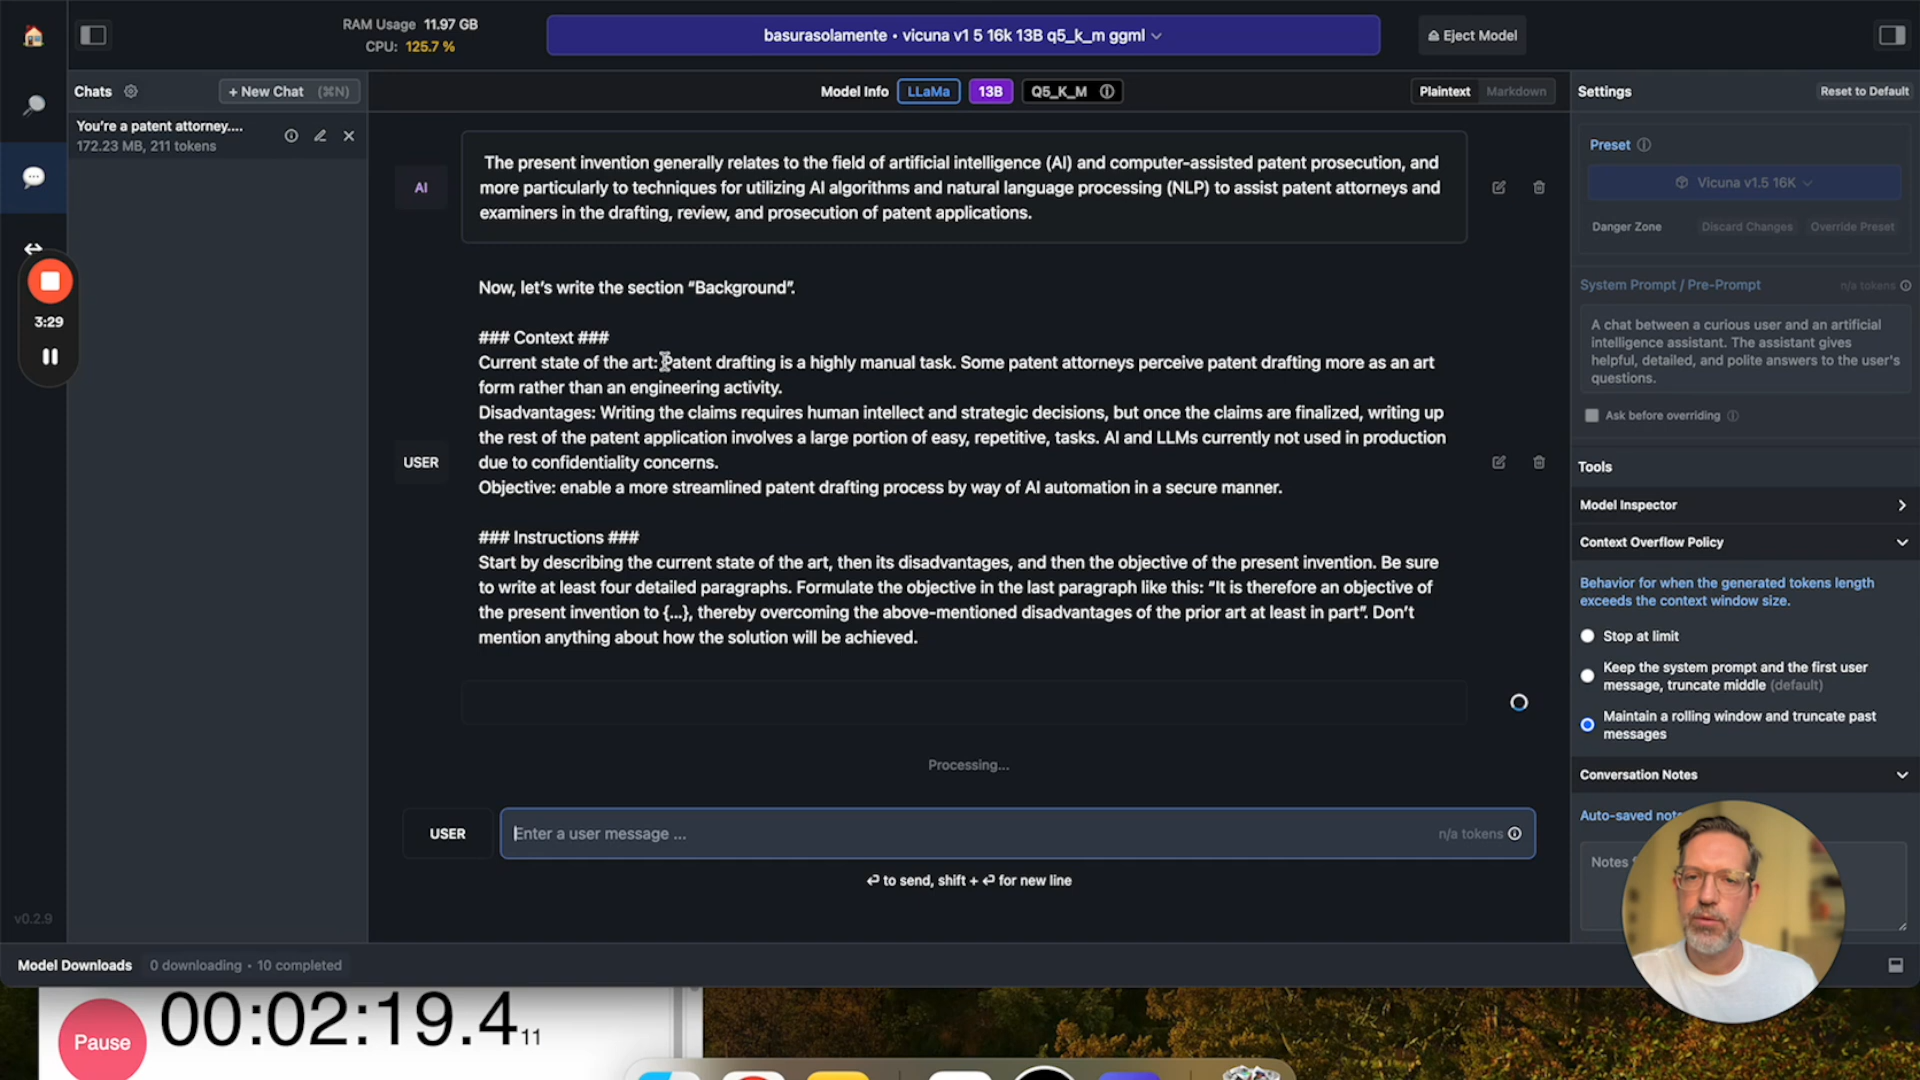 RAM Usage 11.97 GB
CPU: 125.7 %
basurasolamente • vicuna v1 5 16k 13B q5_k_m ggml
Eject Model
Chats
+ New Chat (⌘N)
Model Info LLaMa 13B Q5_K_M
Plaintext Markdown
Settings
Reset to Default
You're a patent attorney....
172.23 MB, 211 tokens
AI
The present invention generally relates to the field of artificial intelligence (AI) and computer-assisted patent prosecution, and
more particularly to techniques for utilizing AI algorithms and natural language processing (NLP) to assist patent attorneys and
examiners in the drafting, review, and prosecution of patent applications.
Now, let's write the section “Background”.
### Context ###
Current state of the art: Patent drafting is a highly manual task. Some patent attorneys perceive patent drafting more as an art
form rather than an engineering activity.
Disadvantages: Writing the claims requires human intellect and strategic decisions, but once the claims are finalized, writing up
the rest of the patent application involves a large portion of easy, repetitive, tasks. AI and LLMs currently not used in production
due to confidentiality concerns.
Objective: enable a more streamlined patent drafting process by way of AI automation in a secure manner.
### Instructions ###
Start by describing the current state of the art, then its disadvantages, and then the objective of the present invention. Be sure
to write at least four detailed paragraphs. Formulate the objective in the last paragraph like this: “It is therefore an objective of
the present invention to {...}, thereby overcoming the above-mentioned disadvantages of the prior art at least in part”. Don't
mention anything about how the solution will be achieved.
USER
Processing...
USER
Enter a user message ...
n/a tokens
⏎ to send, shift + ⏎ for new line
Preset
Vicuna v1.5 16K
Danger Zone
Discard Changes
Override Preset
System Prompt / Pre-Prompt
n/a tokens
A chat between a curious user and an artificial
intelligence assistant. The assistant gives
helpful, detailed, and polite answers to the user's
questions.
Ask before overriding
Tools
Model Inspector
Context Overflow Policy
Behavior for when the generated tokens length
exceeds the context window size.
Stop at limit
Keep the system prompt and the first user
message, truncate middle (default)
Maintain a rolling window and truncate past
messages
Conversation Notes
Auto-saved
Notes
3:29
v0.2.9
Model Downloads
0 downloading • 10 completed
Pause
00:02:19.4 11